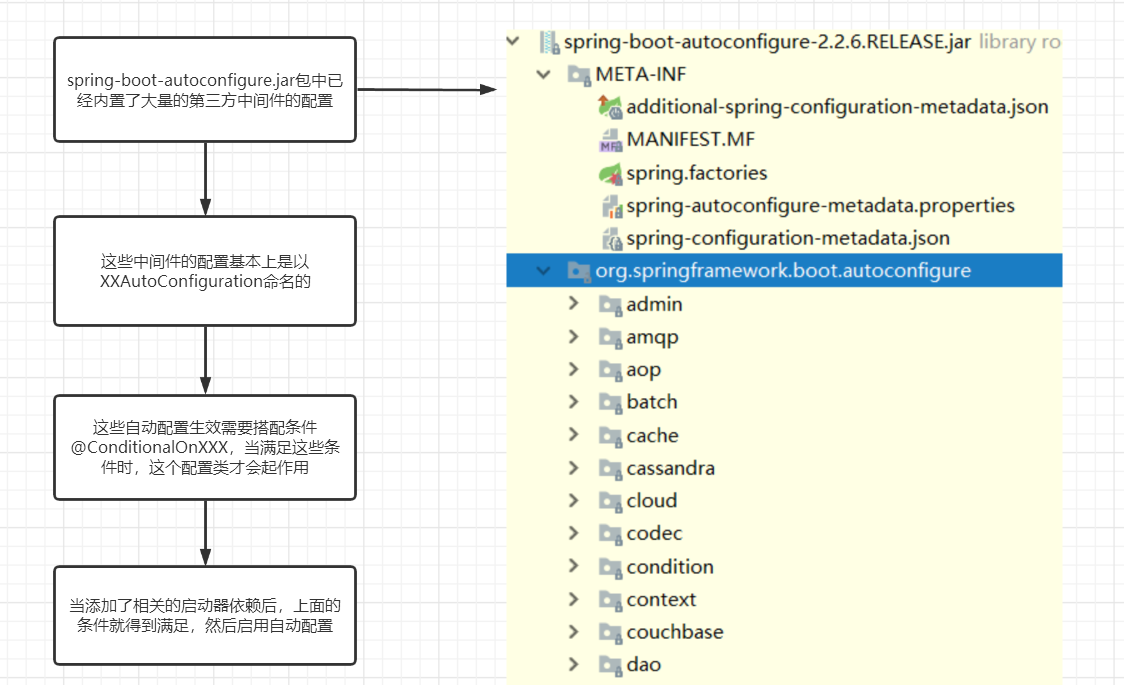 spring-boot-autoconfigure.jar包中已
经内置了大量的第三方中间件的配置
这些中间件的配置基本上是以
XXAutoConfiguration命名的
这些自动配置生效需要搭配条件
@ConditionalOnXXX，当满足这些条
件时，这个配置类才会起作用
当添加了相关的启动器依赖后，上面的
条件就得到满足，然后启用自动配置
spring-boot-autoconfigure-2.2.6.RELEASE.jar library ro
META-INF
additional-spring-configuration-metadata.json
MANIFEST.MF
spring.factories
spring-autoconfigure-metadata.properties
spring-configuration-metadata.json
org.springframework.boot.autoconfigure
admin
amqp
aop
batch
cache
cassandra
cloud
codec
condition
context
couchbase
dao